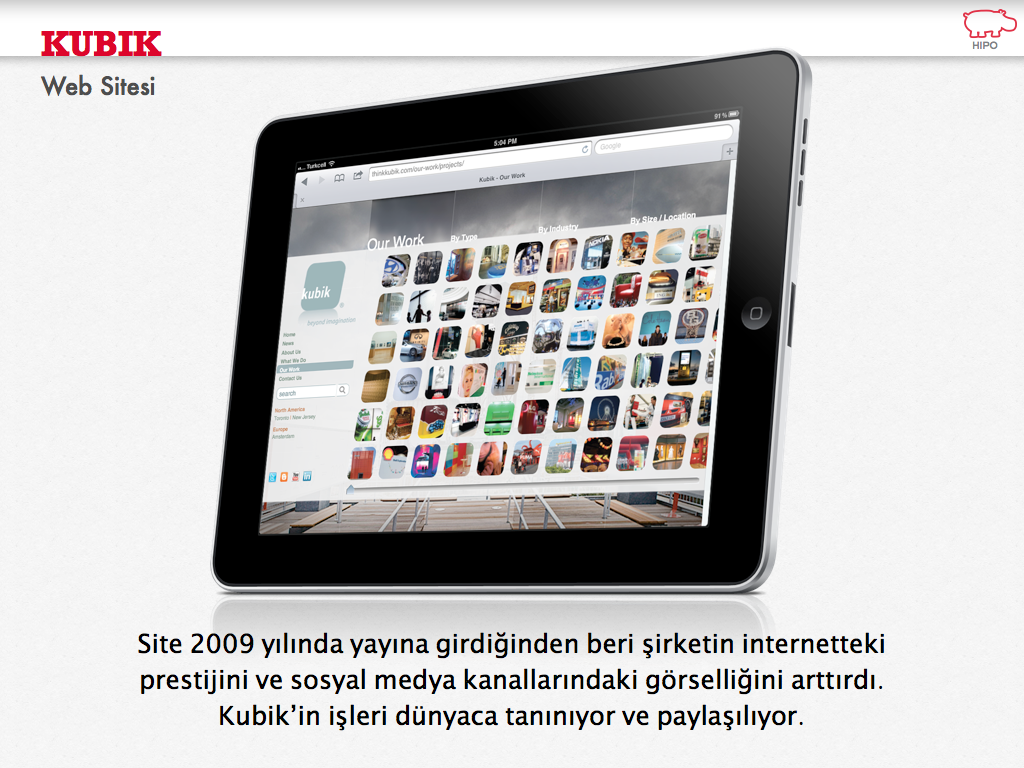 KUBIK
HIPO
Web Sitesi
Turkcell
5:04 PM
91 %
thinkkubik.com/our-work/projects/
Google
Kubik - Our Work
Our Work
By Type
By Industry
By Size / Location
kubik
beyond imagination
Home
News
About Us
What We Do
Our Work
Contact Us
search
North America
Toronto / New Jersey
Europe
Amsterdam
NOKIA
Site 2009 yılında yayına girdiğinden beri şirketin internetteki
prestijini ve sosyal medya kanallarındaki görselliğini arttırdı.
Kubik’in işleri dünyaca tanınıyor ve paylaşılıyor.